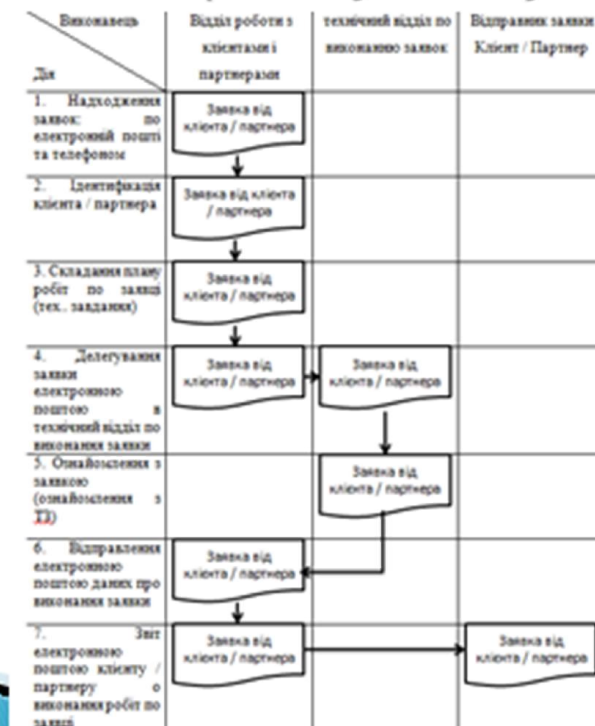 Виконавець
Дія
Відділ роботи з
клієнтами і
партнерами
технічний відділ по
виконанню заявок
Відправник заявки
Клієнт / Партнер
1. Надходження
заявок: по
електронній пошті
та телефоном
Заявка від
клієнта / партнера
2. Ідентифікація
клієнта / партнера
Заявка від клієнта
/ партнера
3. Складання плану
робіт по заявці
(тех.. завдання)
Заявка від
клієнта / партнера
4. Делегування
заявки
електронною
поштою в
технічний відділ по
виконання заявки
Заявка від
клієнта / партнера
Заявка від
клієнта / партнера
5. Ознайомлення з
заявкою
(ознайомлення з
ТЗ)
Заявка від
клієнта / партнера
6. Відправлення
електронною
поштою даних про
виконання заявки
Заявка від
клієнта / партнера
7. Звіт
електронною
поштою клієнту /
партнеру о
виконання робіт по
заявці
Заявка від
клієнта / партнера
Заявка від
клієнта / партнера